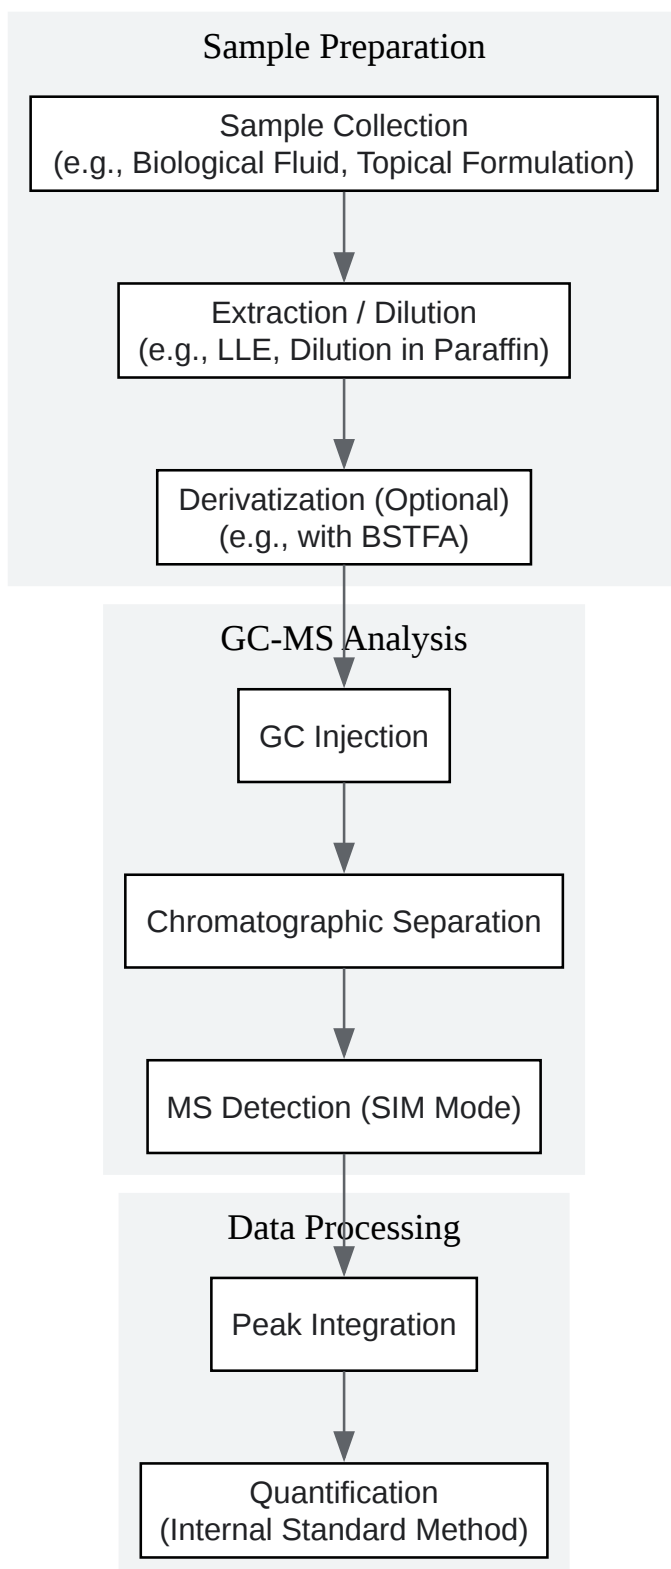 Sample Preparation
Sample Collection
(e.g., Biological Fluid, Topical Formulation)
Extraction / Dilution
(e.g., LLE, Dilution in Paraffin)
Derivatization (Optional)
(e.g., with BSTFA)
GC-MS Analysis
GC Injection
Chromatographic Separation
MS Detection (SIM Mode)
Data Processing
Peak Integration
Quantification
(Internal Standard Method)